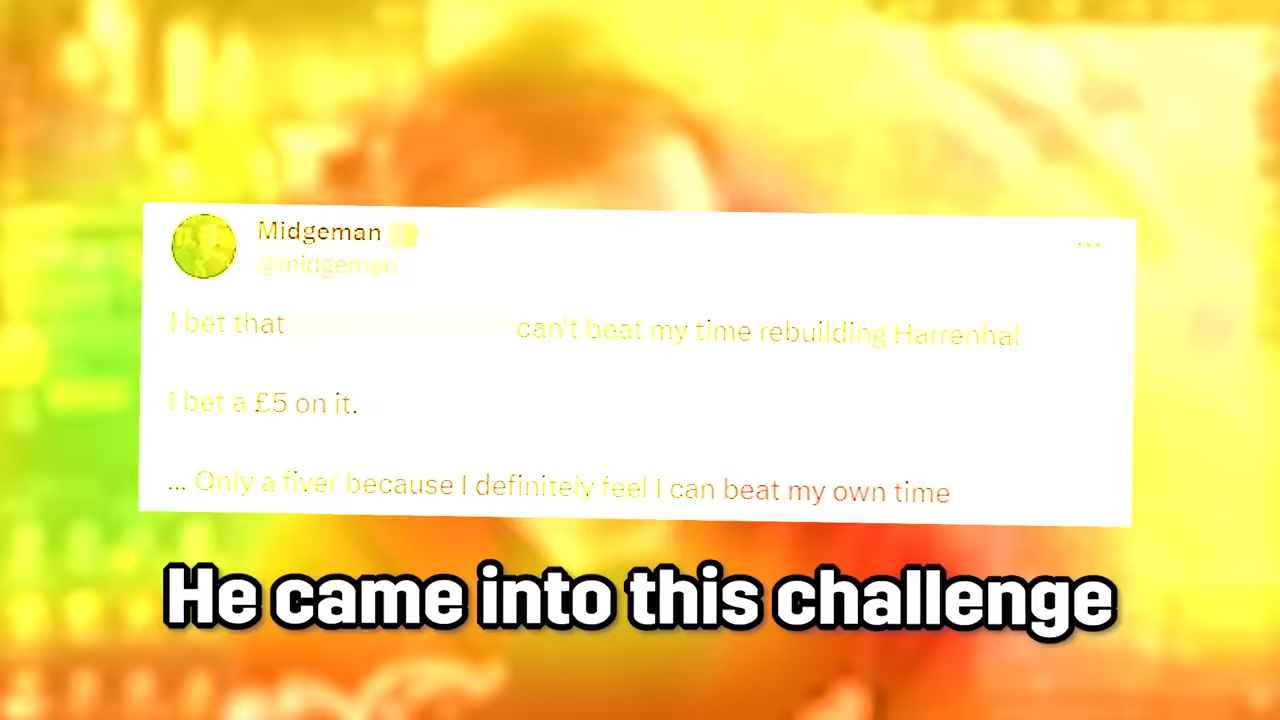 Midgeman
@midgeman
...
I bet that can't beat my time rebuilding Harrenhal
I bet a £5 on it.
... Only a fiver because I definitely feel I can beat my own time
He came into this challenge